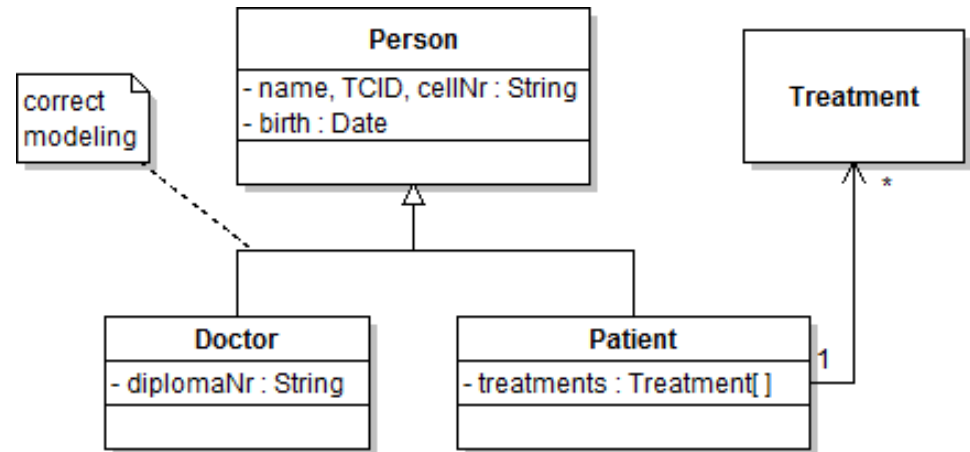 Person
- name, TCID, cellNr : String
- birth : Date
correct
modeling
Treatment
*
Doctor
- diplomaNr : String
Patient
- treatments : Treatment[ ]
1